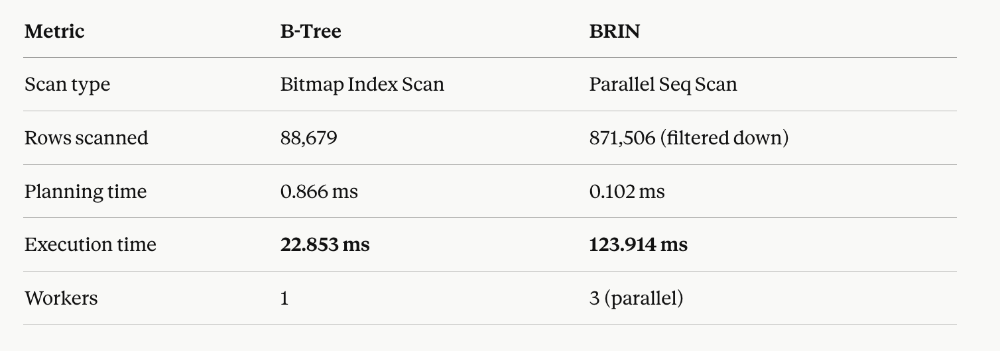 Metric B-Tree BRIN
Scan type Bitmap Index Scan Parallel Seq Scan
Rows scanned 88,679 871,506 (filtered down)
Planning time 0.866 ms 0.102 ms
Execution time 22.853 ms 123.914 ms
Workers 1 3 (parallel)